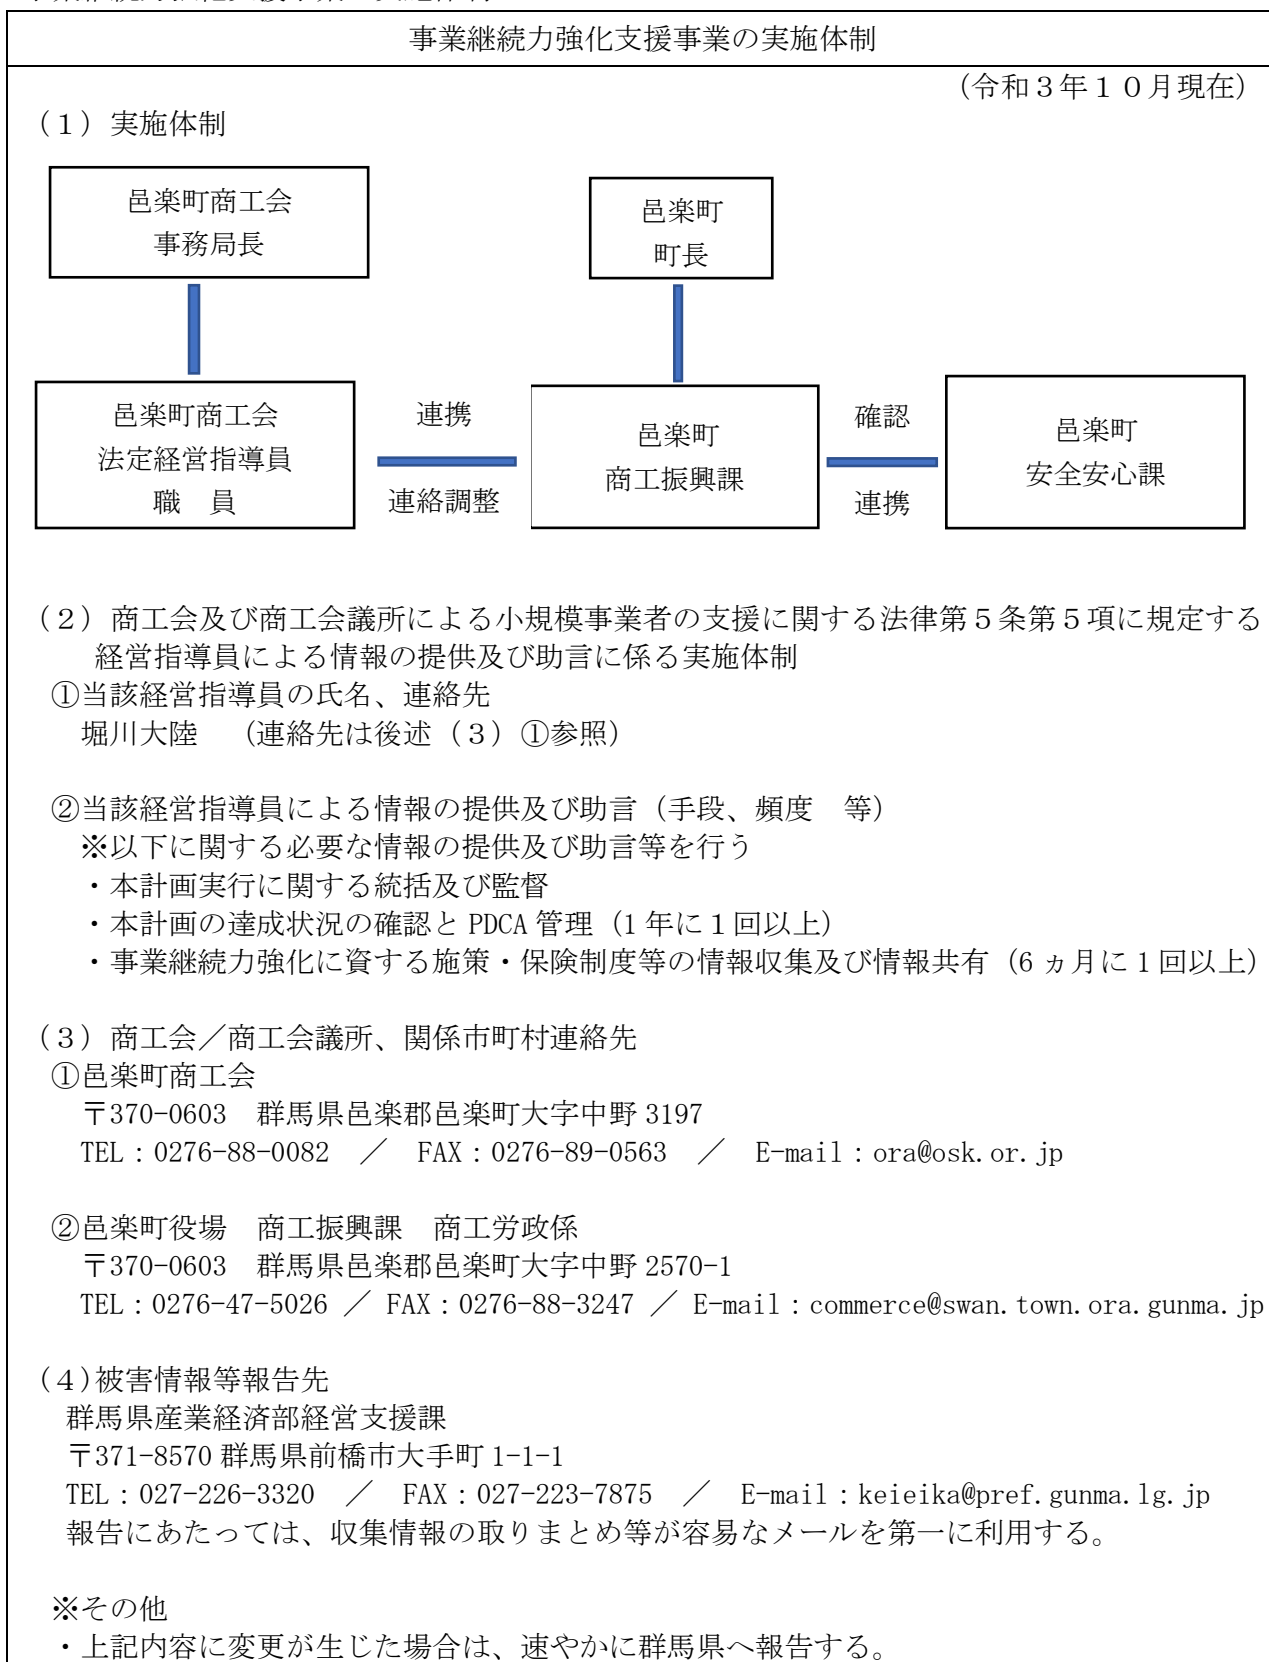 事業継続力強化支援事業の実施体制
（令和３年１０月現在）
（１）実施体制
邑楽町商工会
事務局長
邑楽町
町長
邑楽町商工会
法定経営指導員
職　員
連携
連絡調整
邑楽町
商工振興課
確認
連携
邑楽町
安全安心課
（２）商工会及び商工会議所による小規模事業者の支援に関する法律第５条第５項に規定する
経営指導員による情報の提供及び助言に係る実施体制
①当該経営指導員の氏名、連絡先
堀川大陸　（連絡先は後述（３）①参照）
②当該経営指導員による情報の提供及び助言（手段、頻度　等）
※以下に関する必要な情報の提供及び助言等を行う
・本計画実行に関する統括及び監督
・本計画の達成状況の確認と PDCA 管理（1 年に１回以上）
・事業継続力強化に資する施策・保険制度等の情報収集及び情報共有（6 ヵ月に 1 回以上）
（３）商工会／商工会議所、関係市町村連絡先
①邑楽町商工会
〒370-0603　群馬県邑楽郡邑楽町大字中野 3197
TEL：0276-88-0082　／　FAX：0276-89-0563　／　E-mail：ora@osk.or.jp
②邑楽町役場　商工振興課　商工労政係
〒370-0603　群馬県邑楽郡邑楽町大字中野 2570-1
TEL：0276-47-5026 ／ FAX：0276-88-3247 ／ E-mail：commerce@swan.town.ora.gunma.jp
（４）被害情報等報告先
群馬県産業経済部経営支援課
〒371-8570 群馬県前橋市大手町 1-1-1
TEL：027-226-3320　／　FAX：027-223-7875　／　E-mail：keieika@pref.gunma.lg.jp
報告にあたっては、収集情報の取りまとめ等が容易なメールを第一に利用する。
※その他
・上記内容に変更が生じた場合は、速やかに群馬県へ報告する。